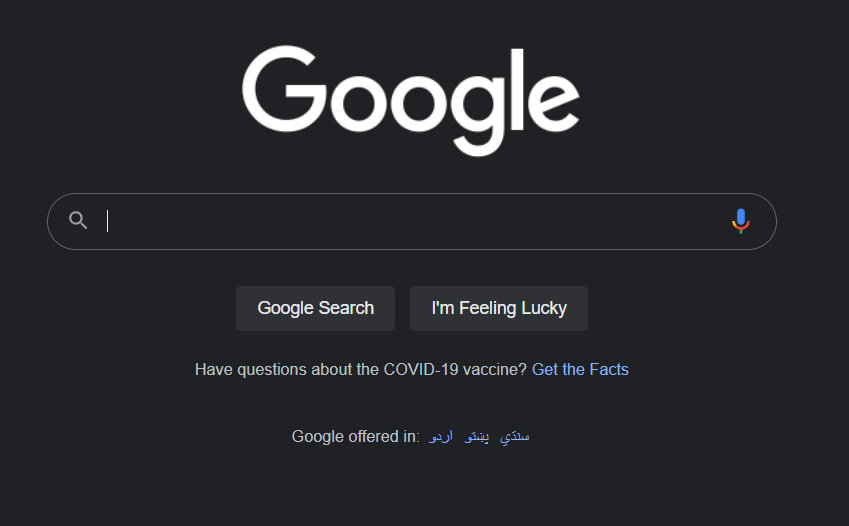 Google
Google Search
I'm Feeling Lucky
Have questions about the COVID-19 vaccine? Get the Facts
Google offered in: اردو پښتو سنڌي